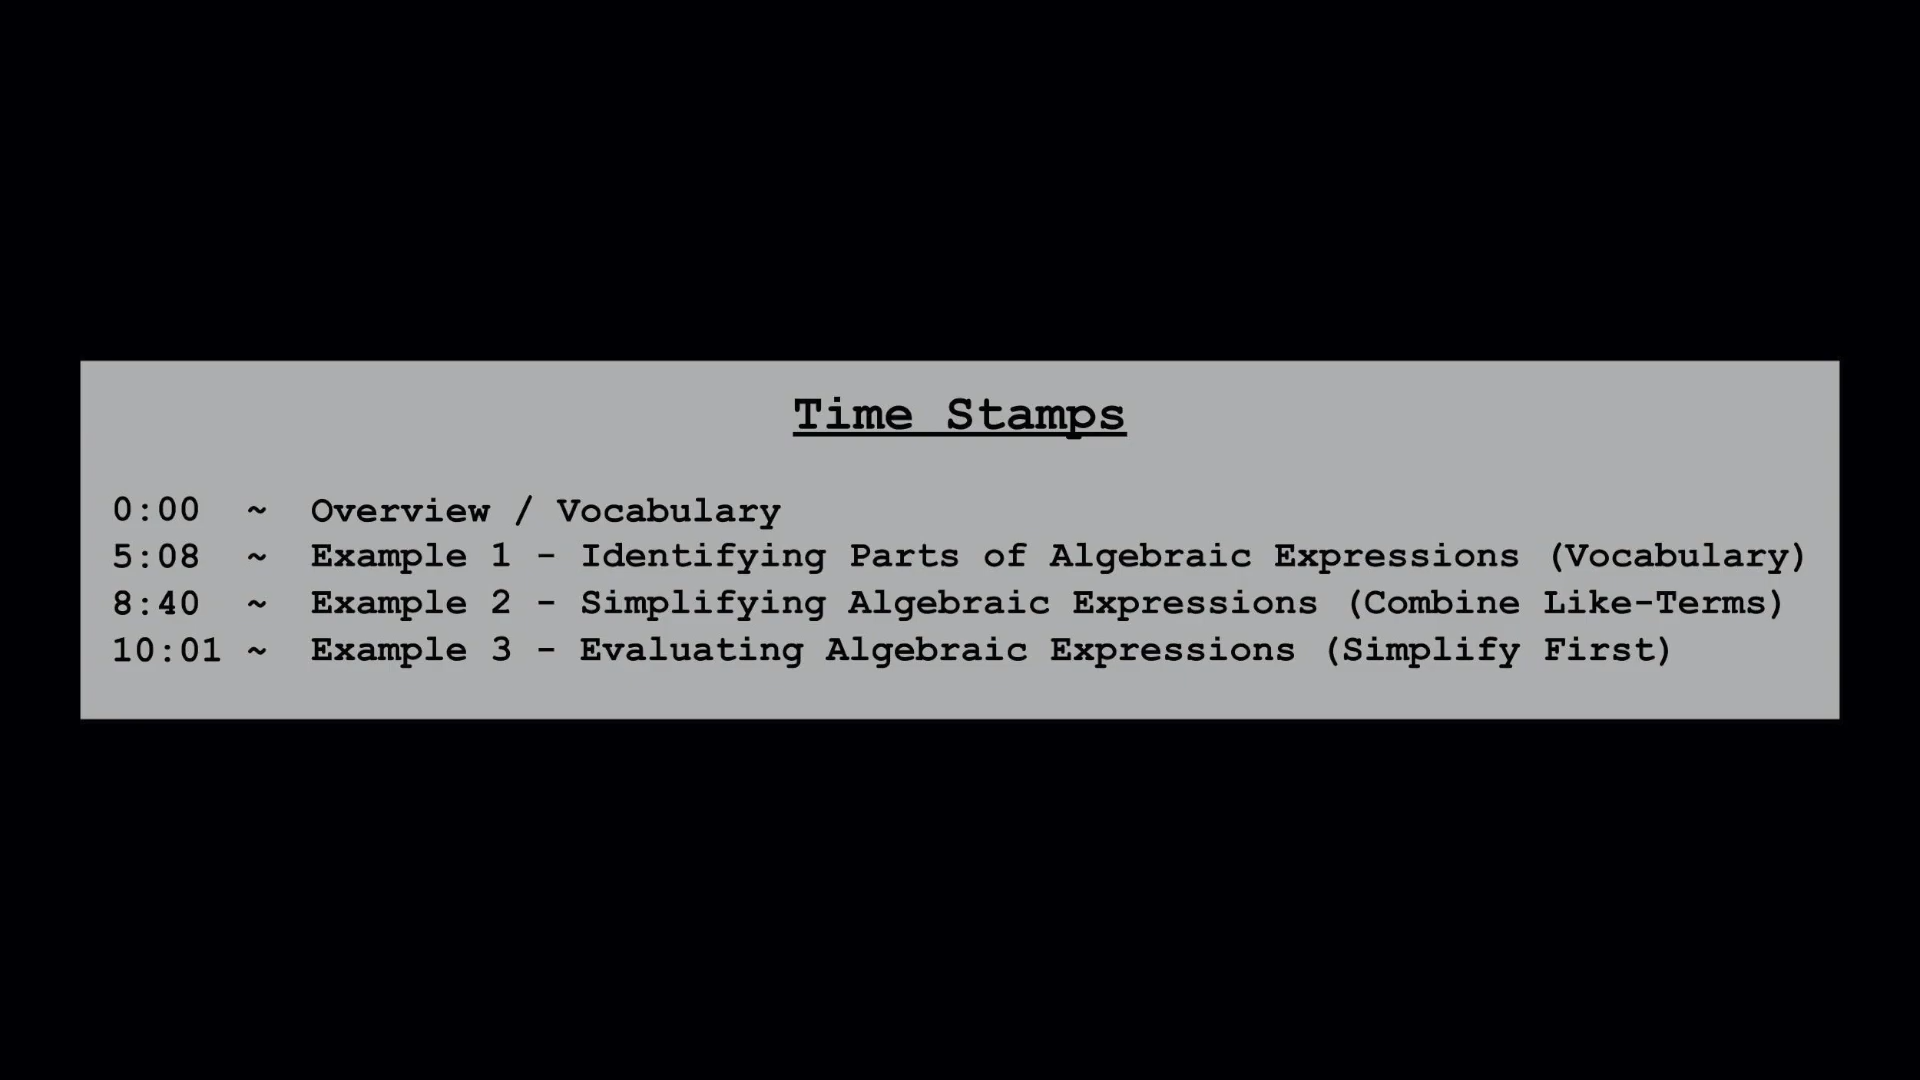 Time Stamps
0:00 ~ Overview / Vocabulary
5:08 ~ Example 1 - Identifying Parts of Algebraic Expressions (Vocabulary)
8:40 ~ Example 2 - Simplifying Algebraic Expressions (Combine Like-Terms)
10:01 ~ Example 3 - Evaluating Algebraic Expressions (Simplify First)